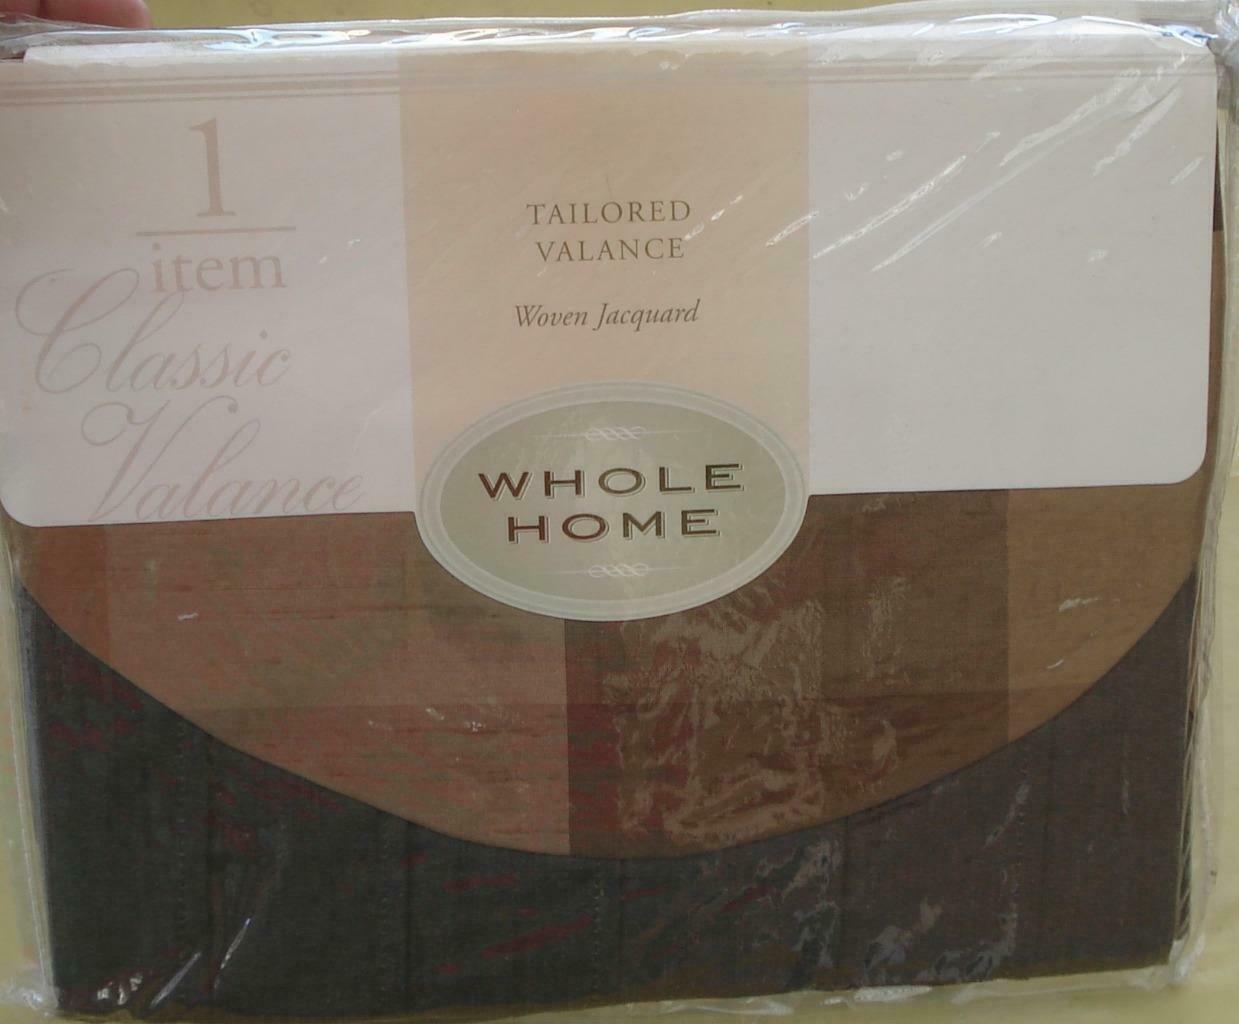 1
item
Classic
Valance
TAILORED
VALANCE
Woven Jacquard
WHOLE
HOME